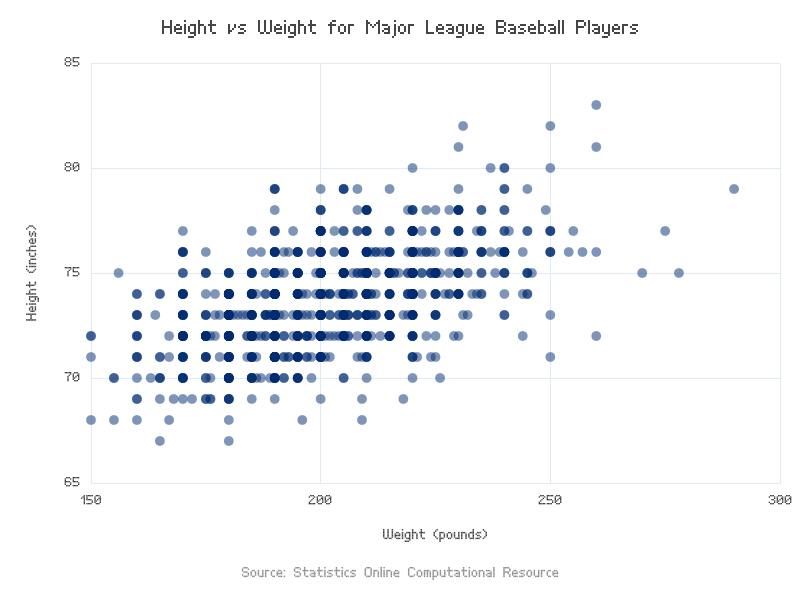 Height vs Weight for Major League Baseball Players
85
80
75
70
65
Height (inches)
150
200
250
300
Weight (pounds)
Source: Statistics Online Computational Resource